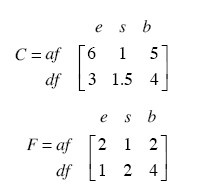 e s b
C = af [6 1 5
df 3 1.5 4]
e s b
F = af [2 1 2
df 1 2 4]